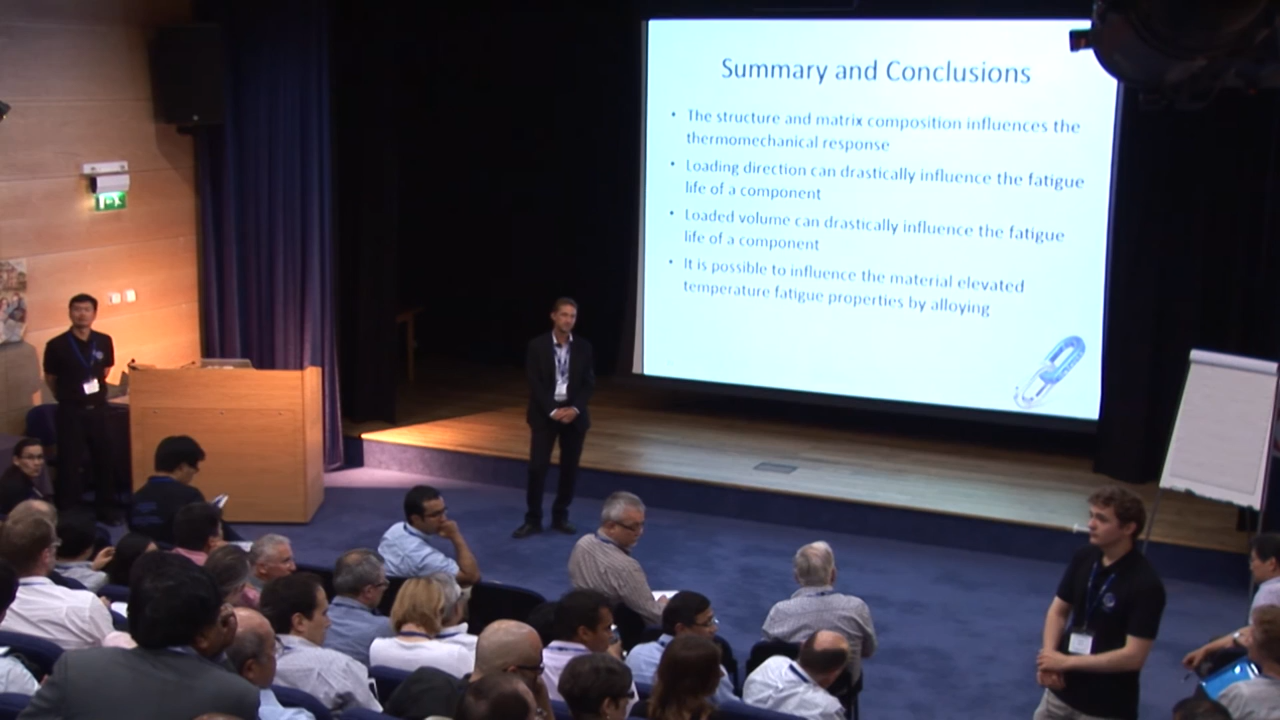 Summary and Conclusions
• The structure and matrix composition influences the
thermomechanical response
• Loading direction can drastically influence the fatigue
life of a component
• Loaded volume can drastically influence the fatigue
life of a component
• It is possible to influence the material elevated
temperature fatigue properties by alloying